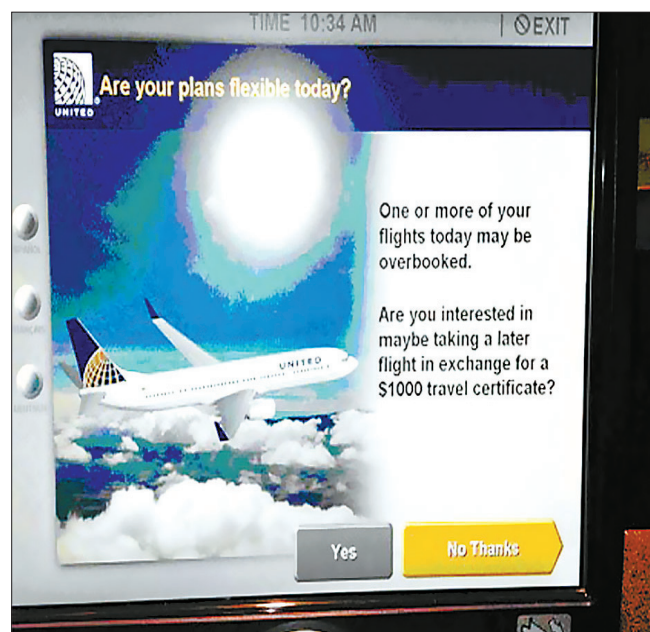 TIME 10:34 AM
EXIT
UNITED
Are your plans flexible today?
One or more of your
flights today may be
overbooked.
Are you interested in
maybe taking a later
flight in exchange for a
$1000 travel certificate?
UNITED
Yes
No Thanks